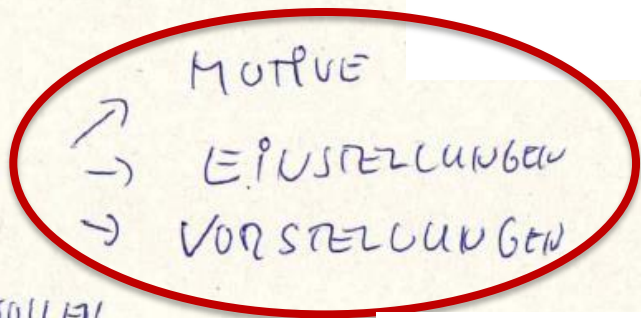 ↗ MOTIVE
→ EINSTELLUNGEN
→ VORSTELLUNGEN